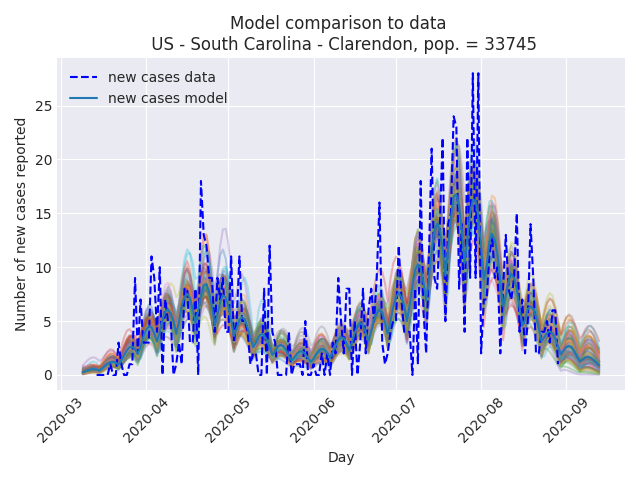 Model comparison to data
US - South Carolina - Clarendon, pop. = 33745
new cases data
new cases model
Number of new cases reported
25
20
15
10
5
0
2020-03
2020-04
2020-05
2020-06
2020-07
2020-08
2020-09
Day